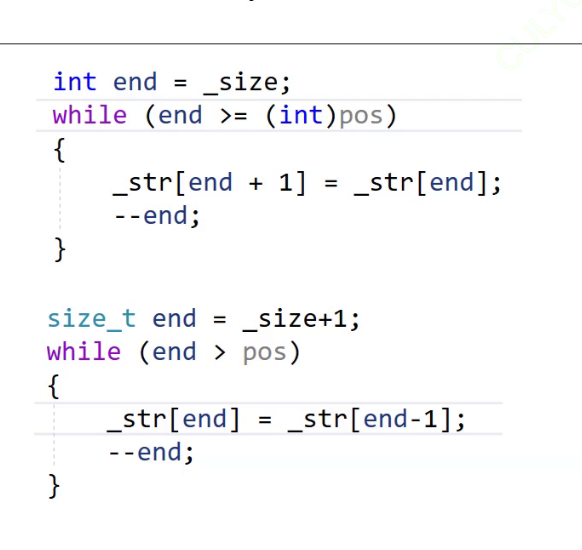 int end = _size;
while (end >= (int)pos)
{
    _str[end + 1] = _str[end];
    --end;
}
size_t end = _size+1;
while (end > pos)
{
    _str[end] = _str[end-1];
    --end;
}